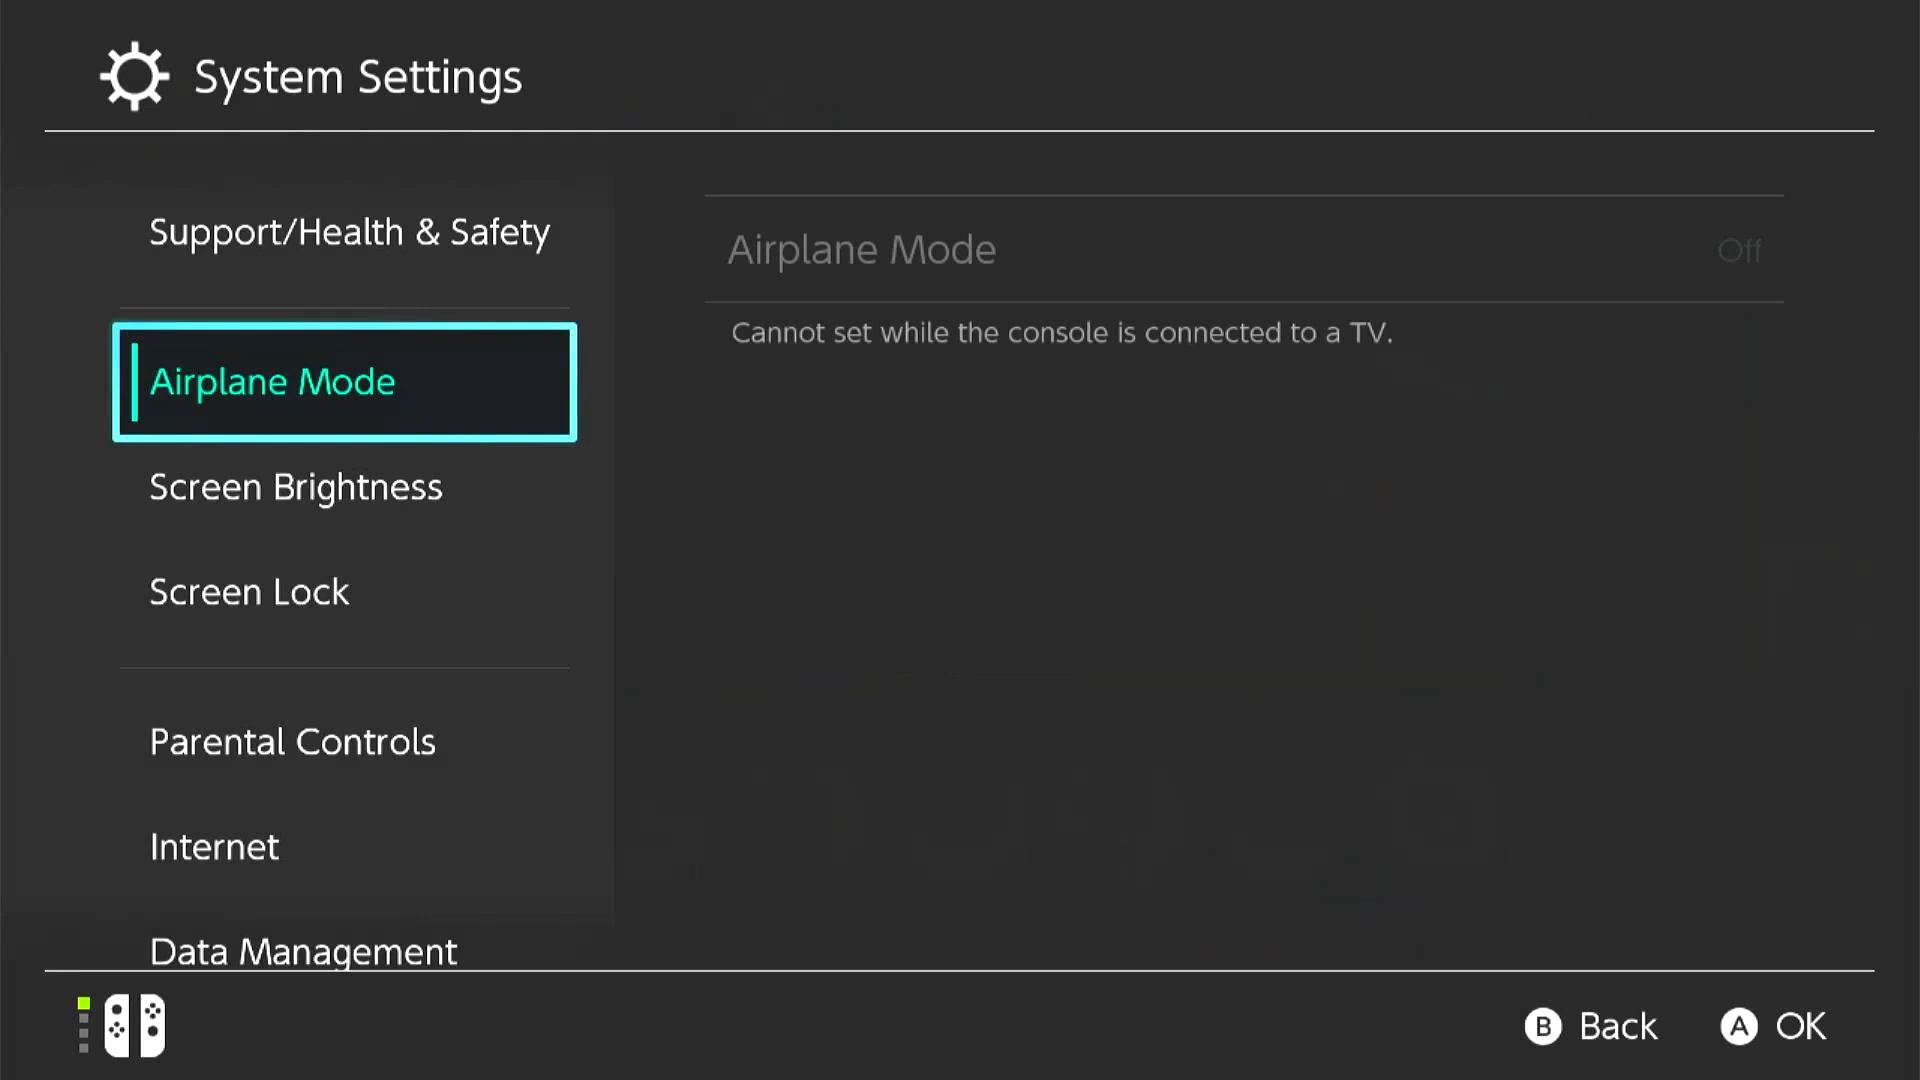 System Settings
Support/Health & Safety
Airplane Mode
Screen Brightness
Screen Lock
Parental Controls
Internet
Data Management
Airplane Mode Off
Cannot set while the console is connected to a TV.
B Back A OK